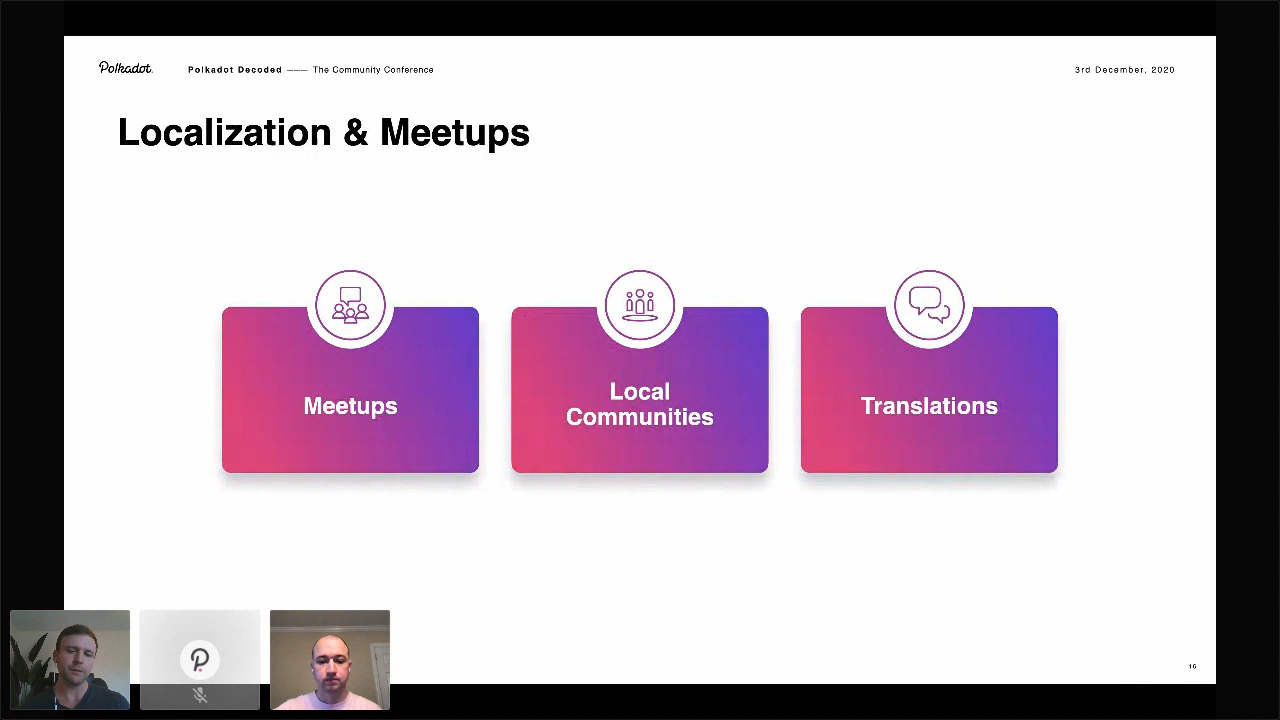 Polkadot.
Polkadot Decoded ——— The Community Conference
3rd December, 2020
Localization & Meetups
Meetups
Local
Communities
Translations
16